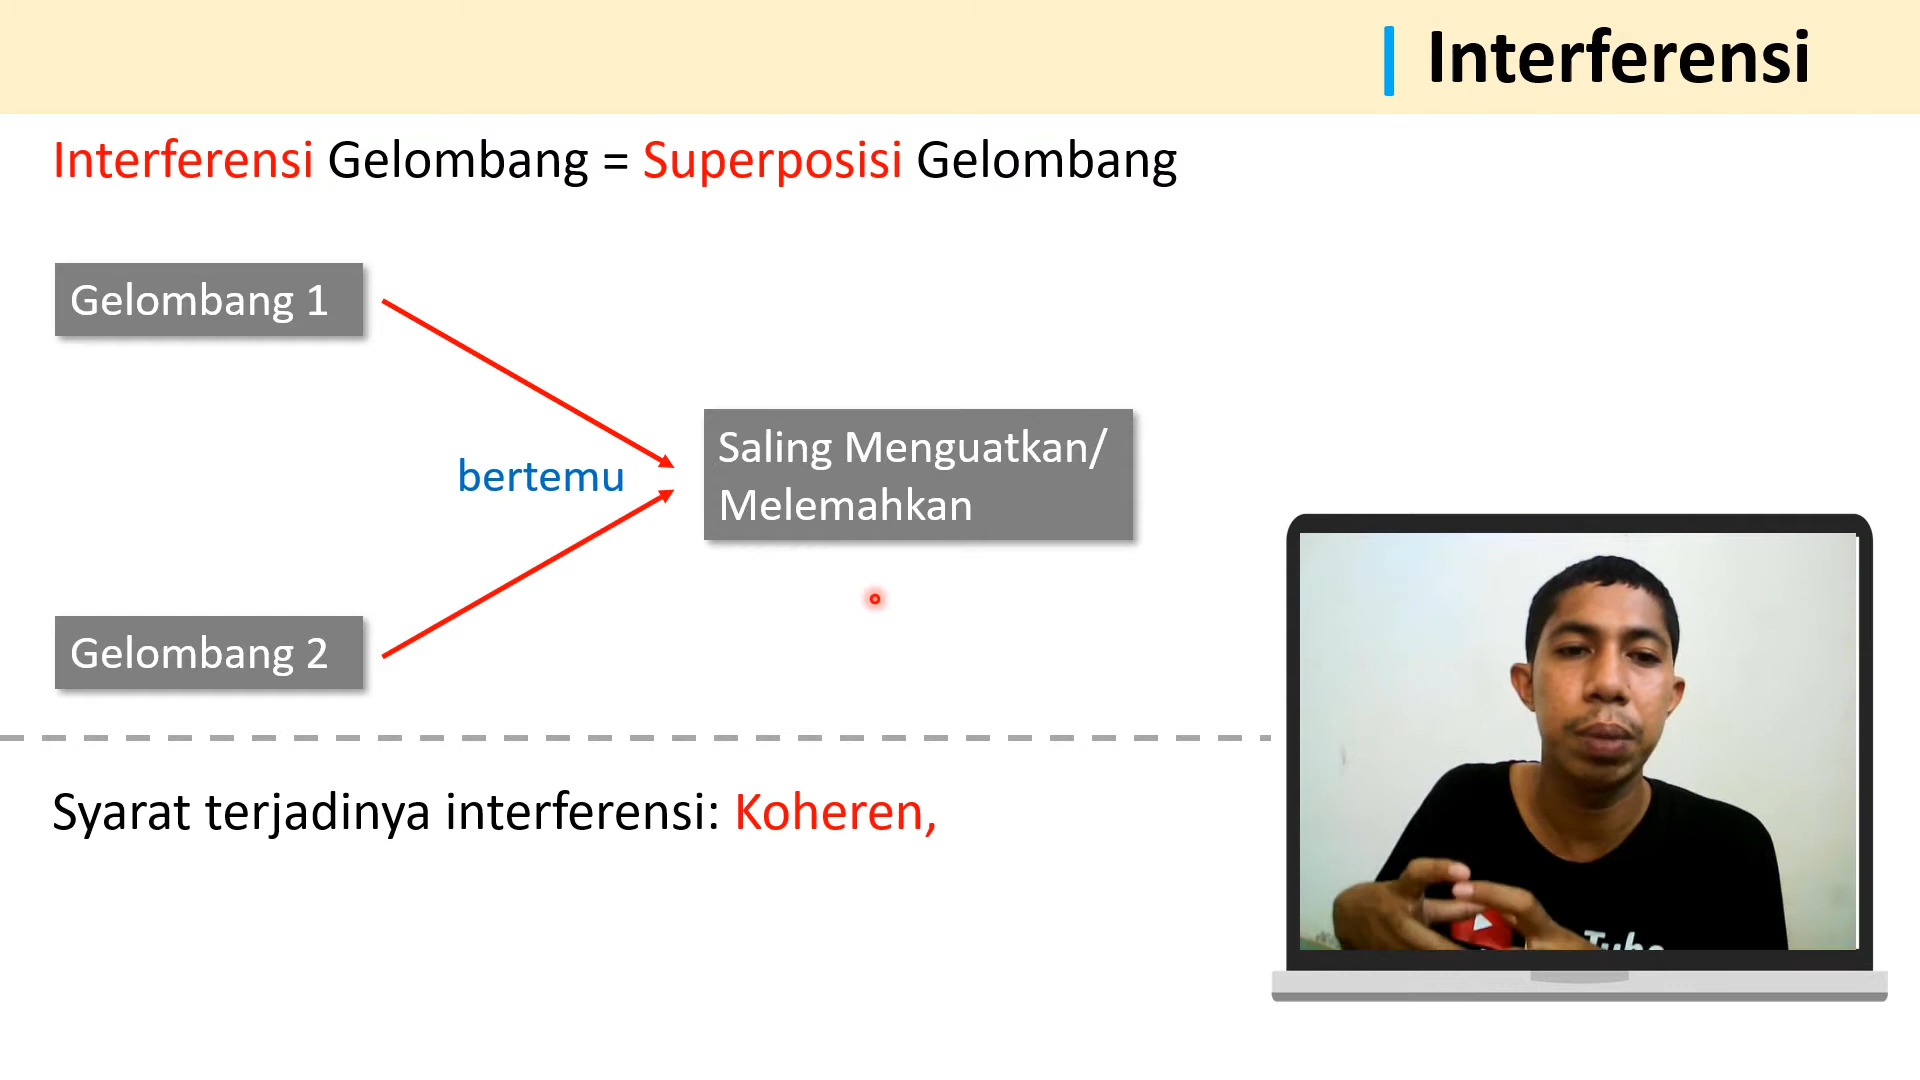 Interferensi
Interferensi Gelombang = Superposisi Gelombang
Gelombang 1
bertemu
Saling Menguatkan/
Melemahkan
Gelombang 2
Syarat terjadinya interferensi: Koheren,